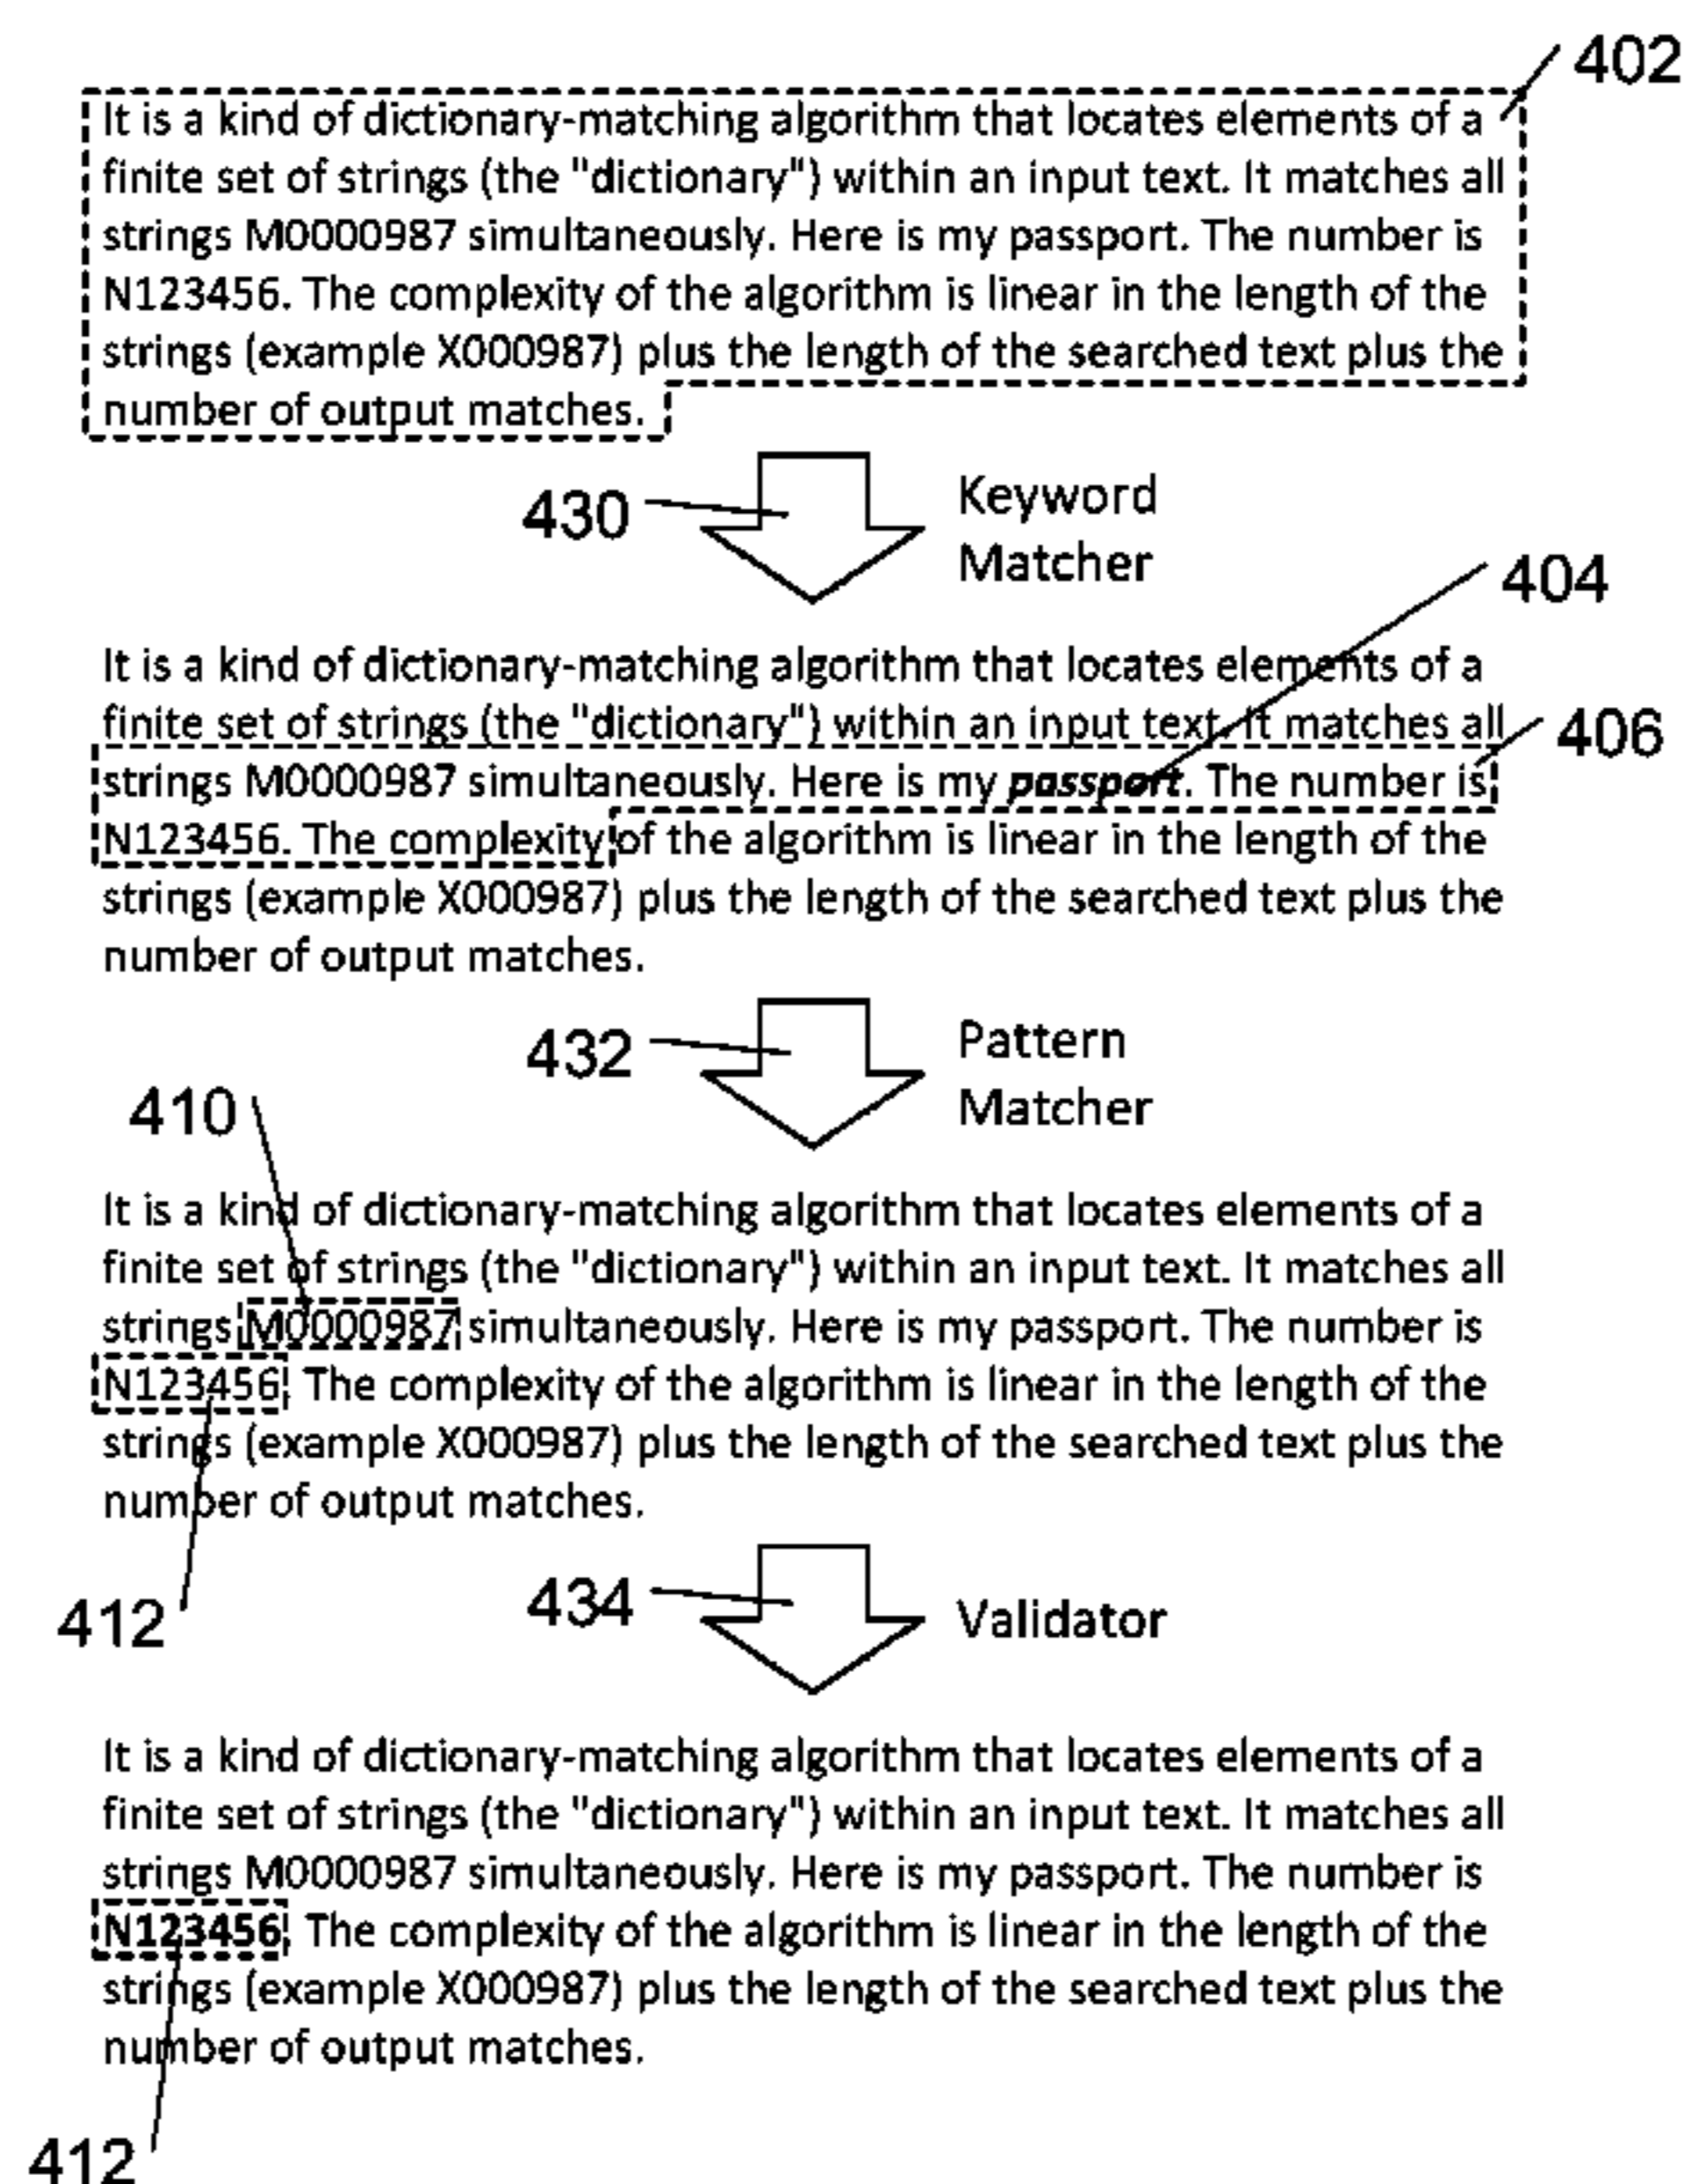 402
It is a kind of dictionary-matching algorithm that locates elements of a
finite set of strings (the "dictionary") within an input text. It matches all
strings M0000987 simultaneously. Here is my passport. The number is
N123456. The complexity of the algorithm is linear in the length of the
strings (example X000987) plus the length of the searched text plus the
number of output matches.
430
Keyword
Matcher
404
It is a kind of dictionary-matching algorithm that locates elements of a
finite set of strings (the "dictionary") within an input text. It matches all
406
strings M0000987 simultaneously. Here is my passport. The number is
N123456. The complexity of the algorithm is linear in the length of the
strings (example X000987) plus the length of the searched text plus the
number of output matches.
432
Pattern
Matcher
410
It is a kind of dictionary-matching algorithm that locates elements of a
finite set of strings (the "dictionary") within an input text. It matches all
strings M0000987 simultaneously. Here is my passport. The number is
N123456. The complexity of the algorithm is linear in the length of the
strings (example X000987) plus the length of the searched text plus the
number of output matches.
412
434
Validator
It is a kind of dictionary-matching algorithm that locates elements of a
finite set of strings (the "dictionary") within an input text. It matches all
strings M0000987 simultaneously. Here is my passport. The number is
N123456. The complexity of the algorithm is linear in the length of the
strings (example X000987) plus the length of the searched text plus the
number of output matches.
412